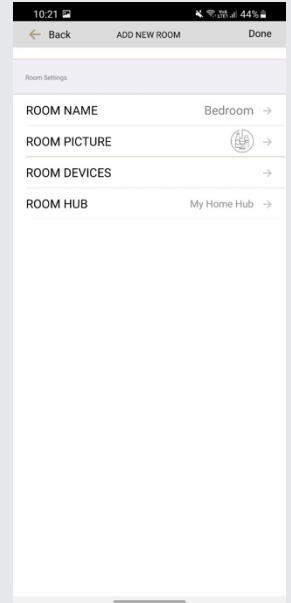 10:21 44%
Back ADD NEW ROOM Done
Room Settings
ROOM NAME Bedroom
ROOM PICTURE
ROOM DEVICES
ROOM HUB My Home Hub